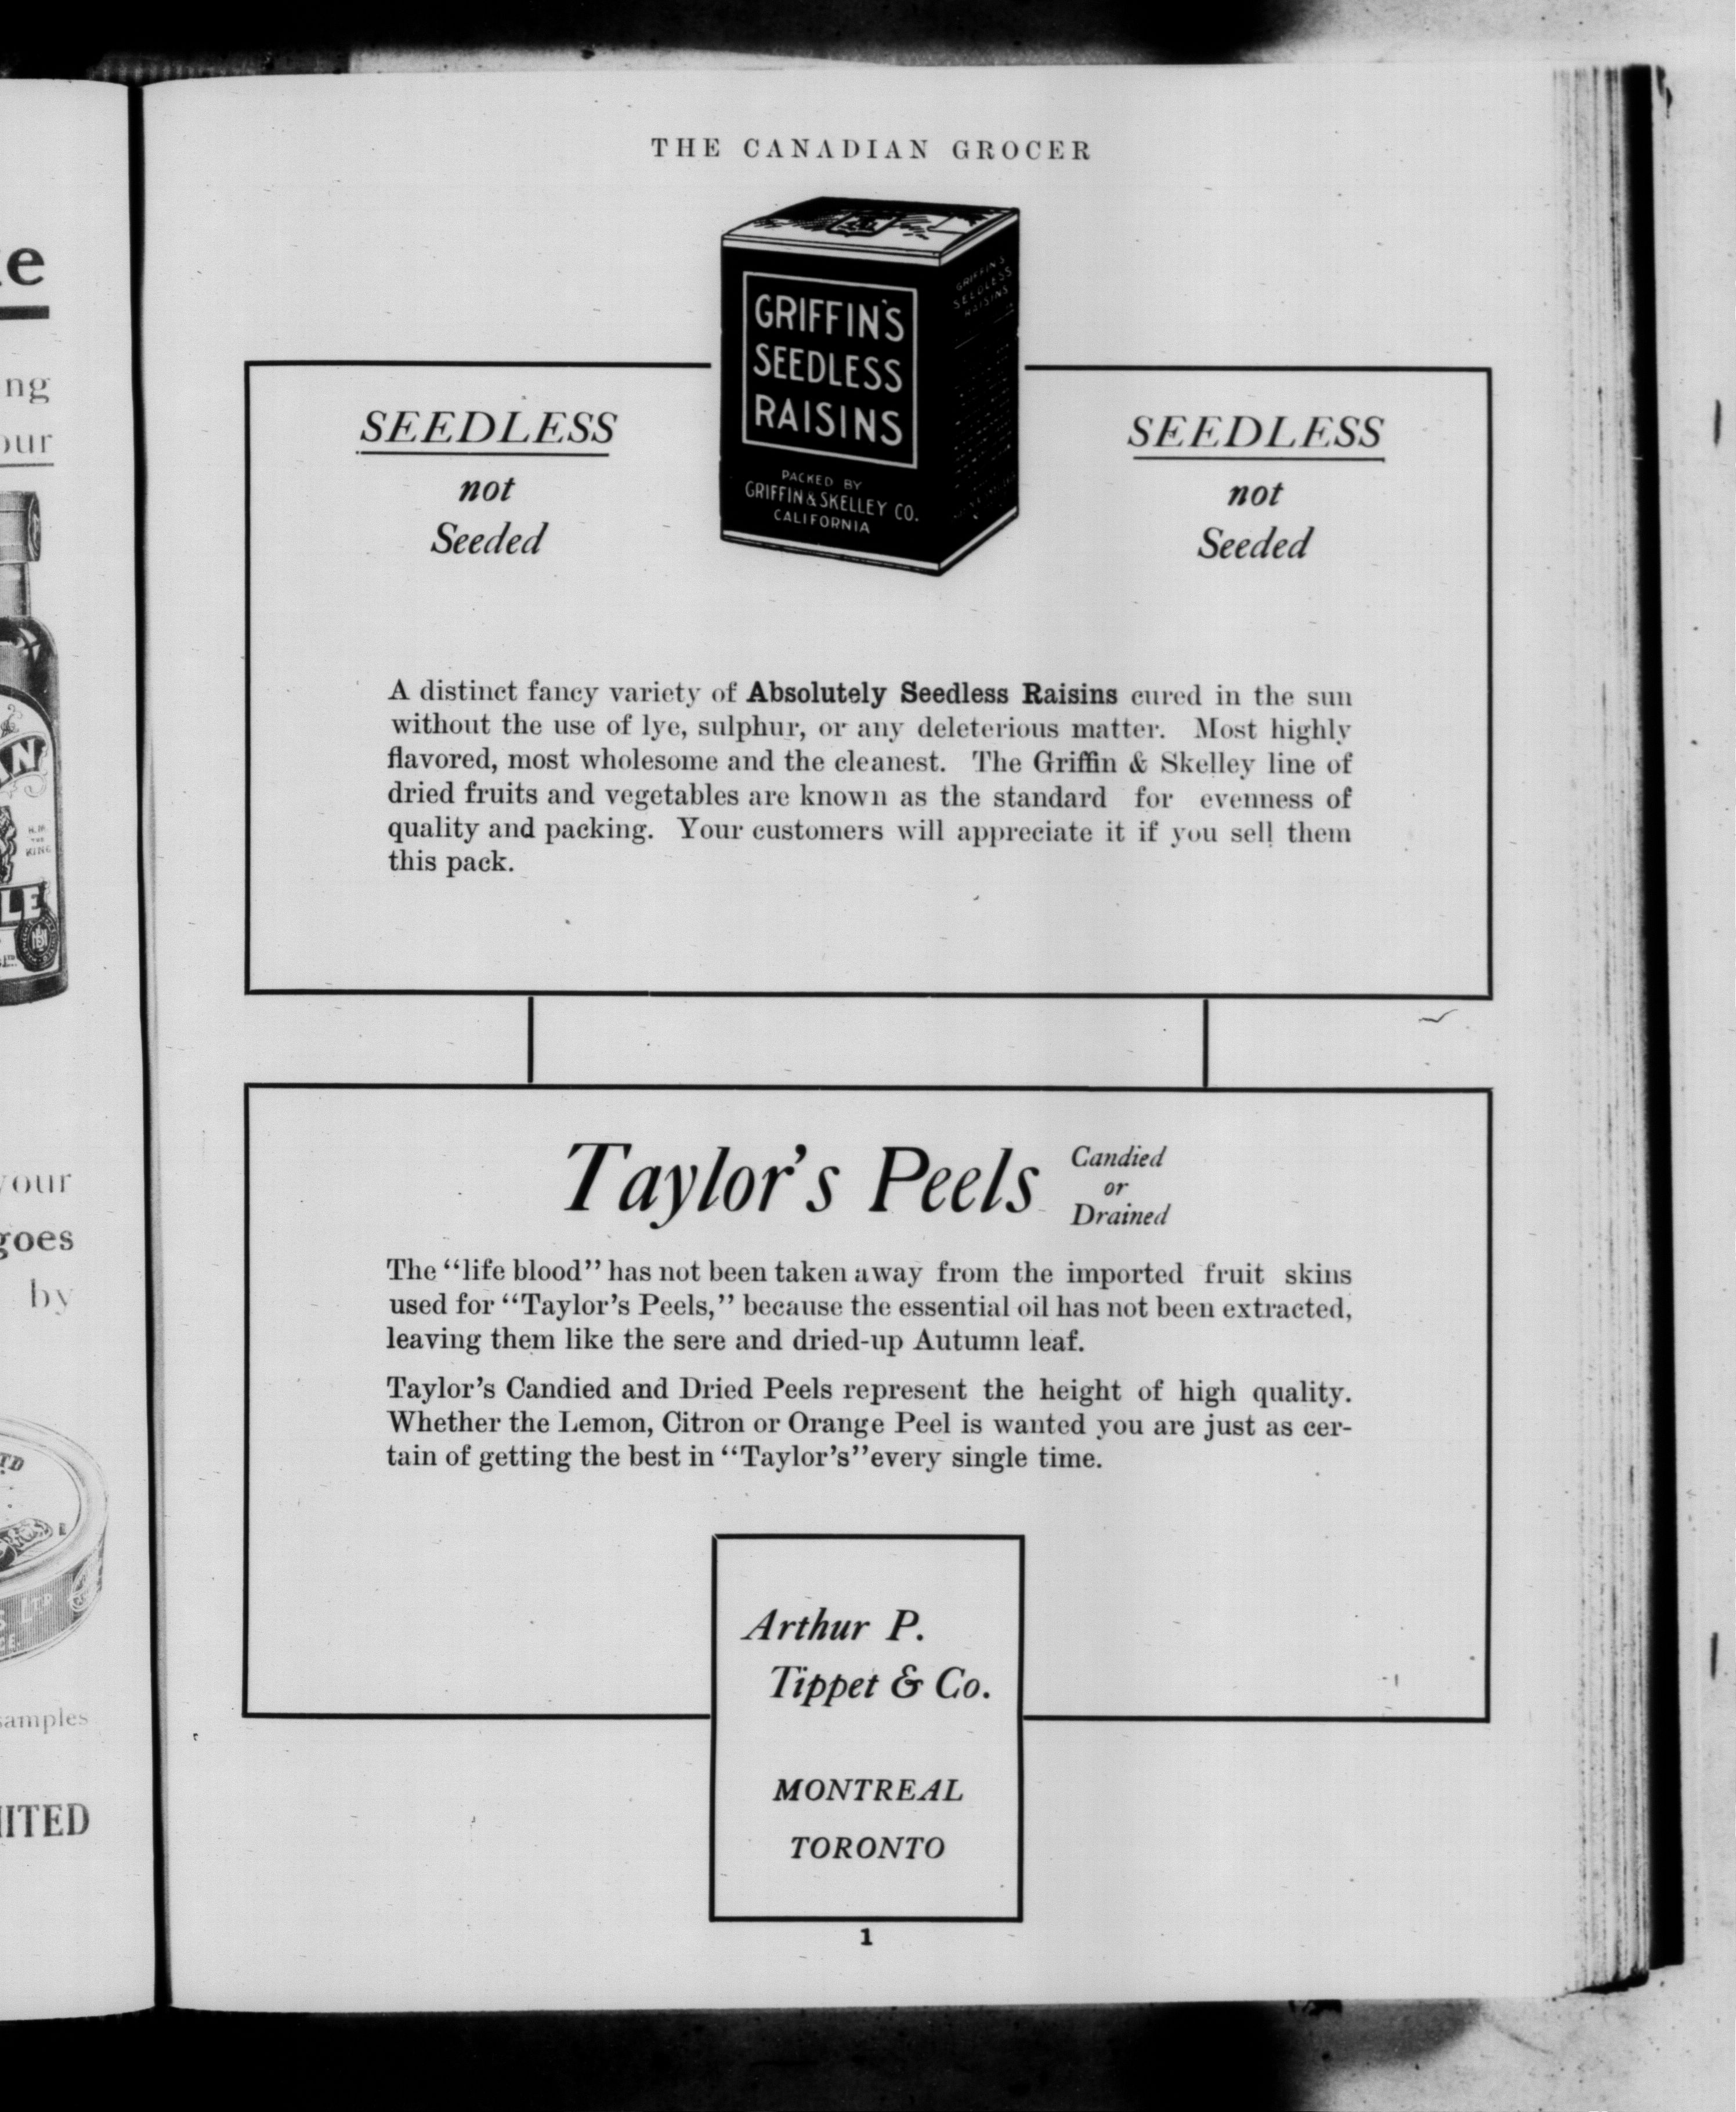 THE CANADIAN GROCER
GRIFFIN'S
SEEDLESS
RAISINS
PACKED BY
GRIFFIN & SKELLEY CO.
CALIFORNIA
GRIFFIN'S
SEEDLESS
RAISINS
SEEDLESS
not
Seeded
SEEDLESS
not
Seeded
A distinct fancy variety of Absolutely Seedless Raisins cured in the sun
without the use of lye, sulphur, or any deleterious matter. Most highly
flavored, most wholesome and the cleanest. The Griffin & Skelley line of
dried fruits and vegetables are known as the standard for evenness of
quality and packing. Your customers will appreciate it if you sell them
this pack.
Taylor's Peels
Candied
or
Drained
The "life blood" has not been taken away from the imported fruit skins
used for "Taylor's Peels," because the essential oil has not been extracted,
leaving them like the sere and dried-up Autumn leaf.
Taylor's Candied and Dried Peels represent the height of high quality.
Whether the Lemon, Citron or Orange Peel is wanted you are just as cer-
tain of getting the best in "Taylor's" every single time.
Arthur P.
Tippet & Co.
MONTREAL
TORONTO
1
goes
by
samples